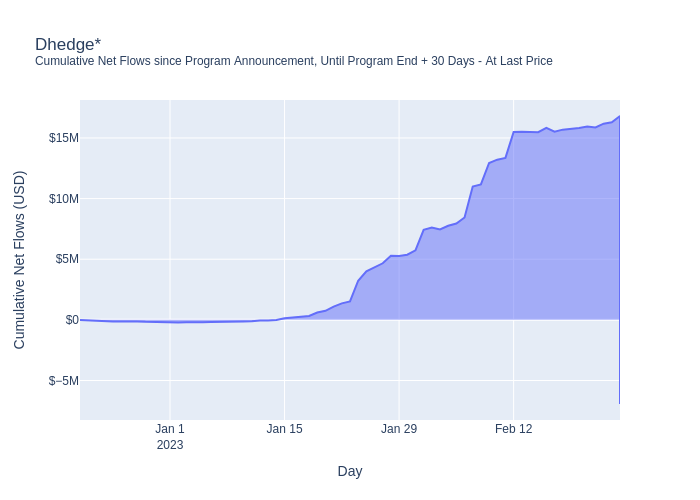 Dhedge*
Cumulative Net Flows since Program Announcement, Until Program End + 30 Days - At Last Price
Cumulative Net Flows (USD)
$15M
$10M
$5M
$0
$−5M
Jan 1
2023
Jan 15
Jan 29
Feb 12
Day